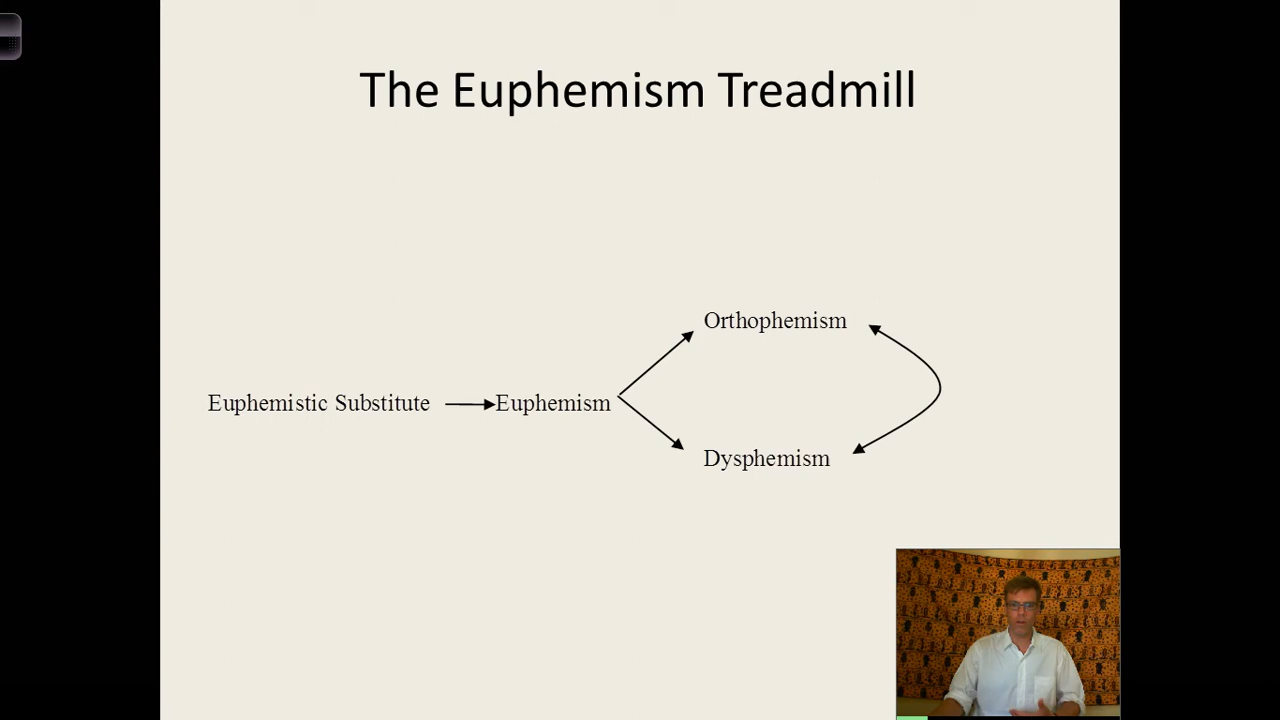 The Euphemism Treadmill
Orthophemism
Euphemistic Substitute
Euphemism
Dysphemism